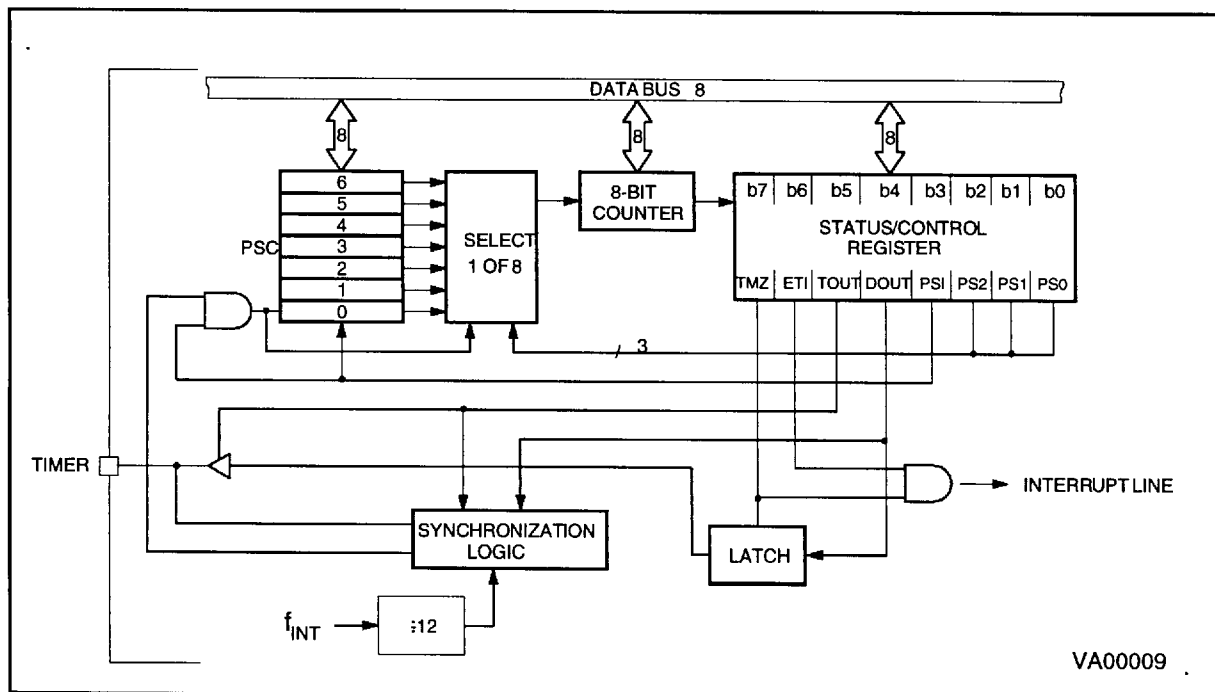 DATA BUS 8
8
8
8
6
5
4
3
2
1
0
PSC
SELECT
1 OF 8
8-BIT
COUNTER
b7 b6 b5 b4 b3 b2 b1 b0
STATUS/CONTROL
REGISTER
TMZ ETI TOUT DOUT PSI PS2 PS1 PS0
3
TIMER
SYNCHRONIZATION
LOGIC
LATCH
INTERRUPT LINE
fINT
÷12
VA00009